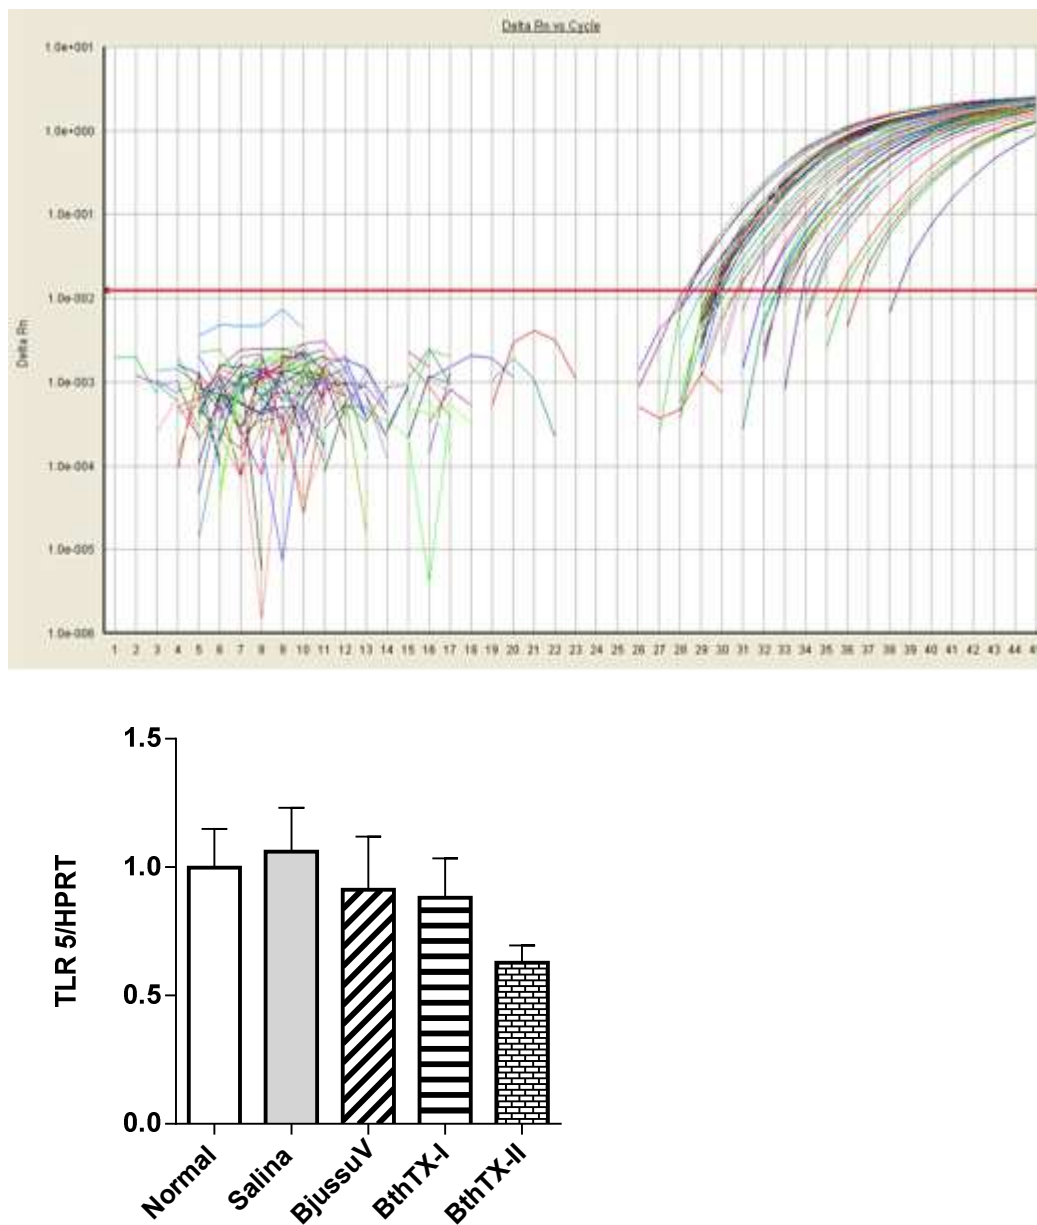 Delta Rn vs Cycle
1.0e+001
1.0e+000
1.0e-001
1.0e-002
1.0e-003
1.0e-004
1.0e-005
1.0e-006
Delta Rn
1 2 3 4 5 6 7 8 9 10 11 12 13 14 15 16 17 18 19 20 21 22 23 24 25 26 27 28 29 30 31 32 33 34 35 36 37 38 39 40 41 42 43 44
1.5
1.0
0.5
0.0
TLR 5/HPRT
Normal
Salina
BjussuV
BthTX-I
BthTX-II